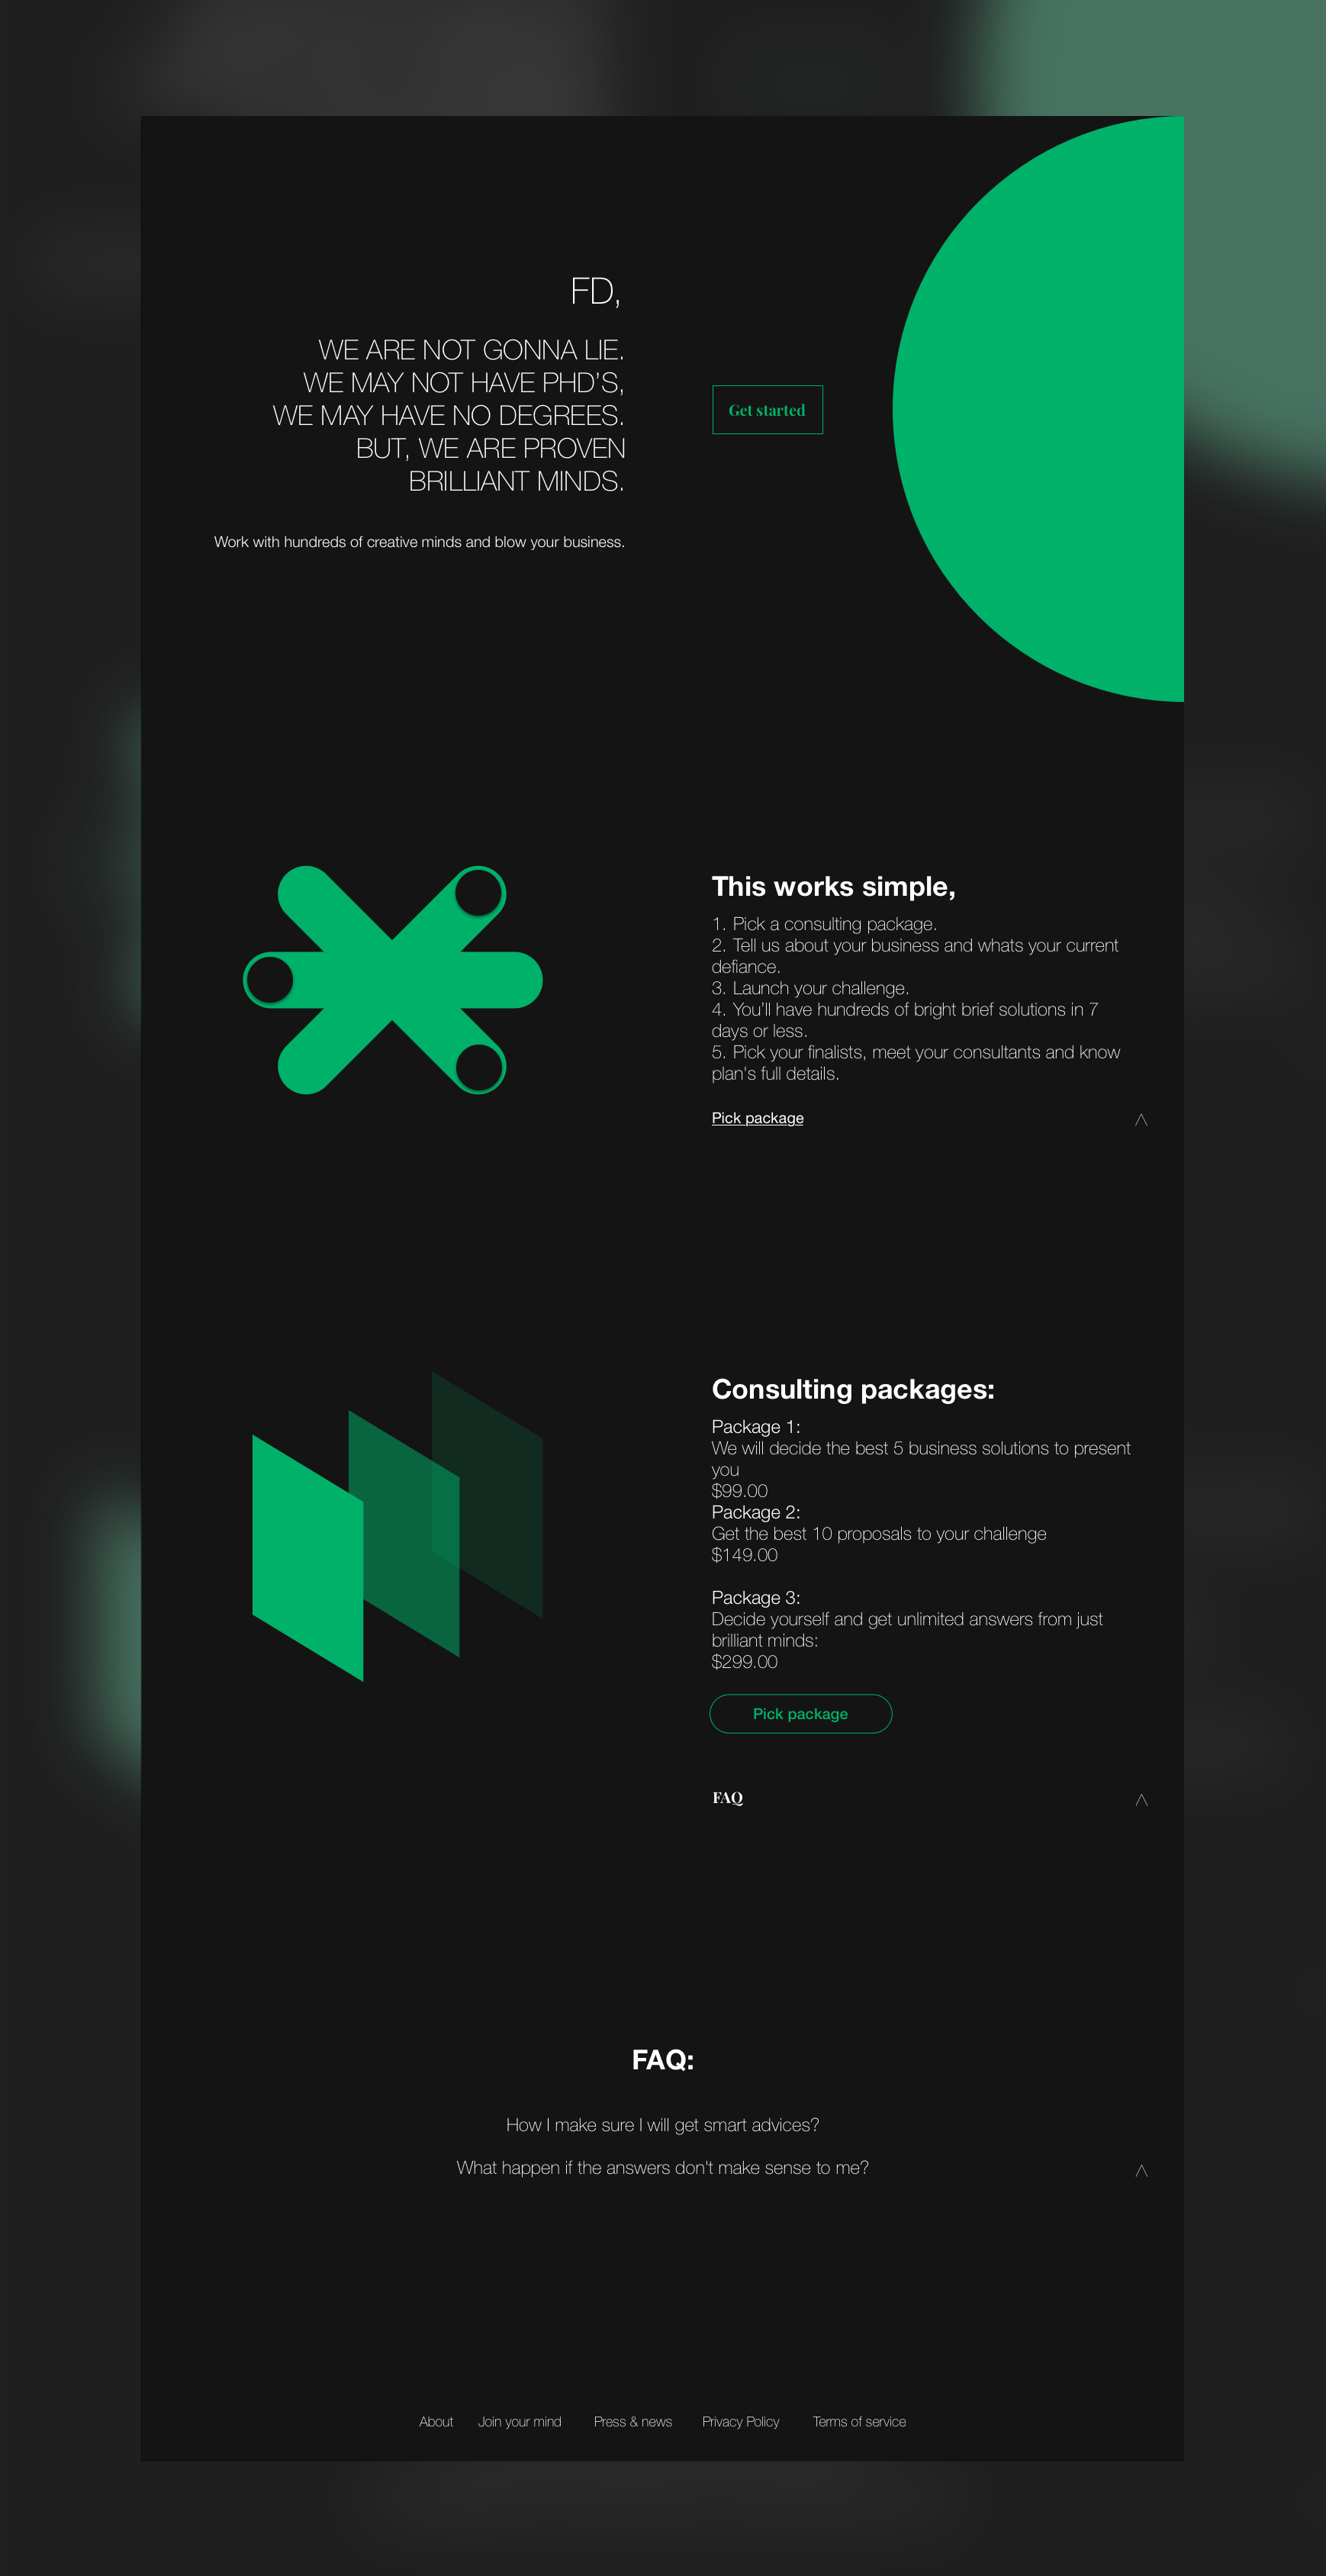 FD,
WE ARE NOT GONNA LIE.
WE MAY NOT HAVE PHD'S,
WE MAY HAVE NO DEGREES.
BUT, WE ARE PROVEN
BRILLIANT MINDS.
Work with hundreds of creative minds and blow your business.
Get started
This works simple,
1. Pick a consulting package.
2. Tell us about your business and whats your current
defiance.
3. Launch your challenge.
4. You'll have hundreds of bright brief solutions in 7
days or less.
5. Pick your finalists, meet your consultants and know
plan's full details.
Pick package
Consulting packages:
Package 1:
We will decide the best 5 business solutions to present
you
$99.00
Package 2:
Get the best 10 proposals to your challenge
$149.00
Package 3:
Decide yourself and get unlimited answers from just
brilliant minds:
$299.00
Pick package
FAQ
FAQ:
How I make sure I will get smart advices?
What happen if the answers don't make sense to me?
About Join your mind Press & news Privacy Policy Terms of service